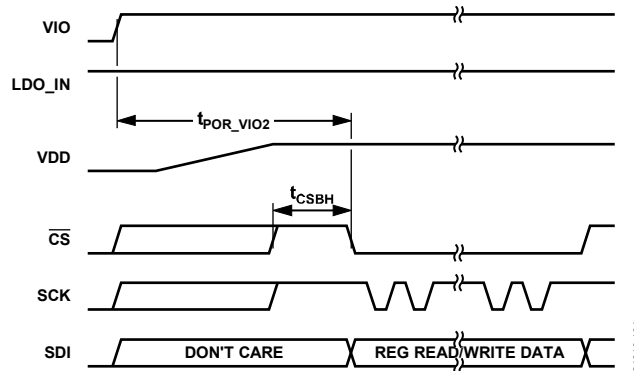 VIO
LDO_IN
tPOR_VIO2
VDD
tCSBH
CS
SCK
SDI
DON'T CARE
REG READ/WRITE DATA